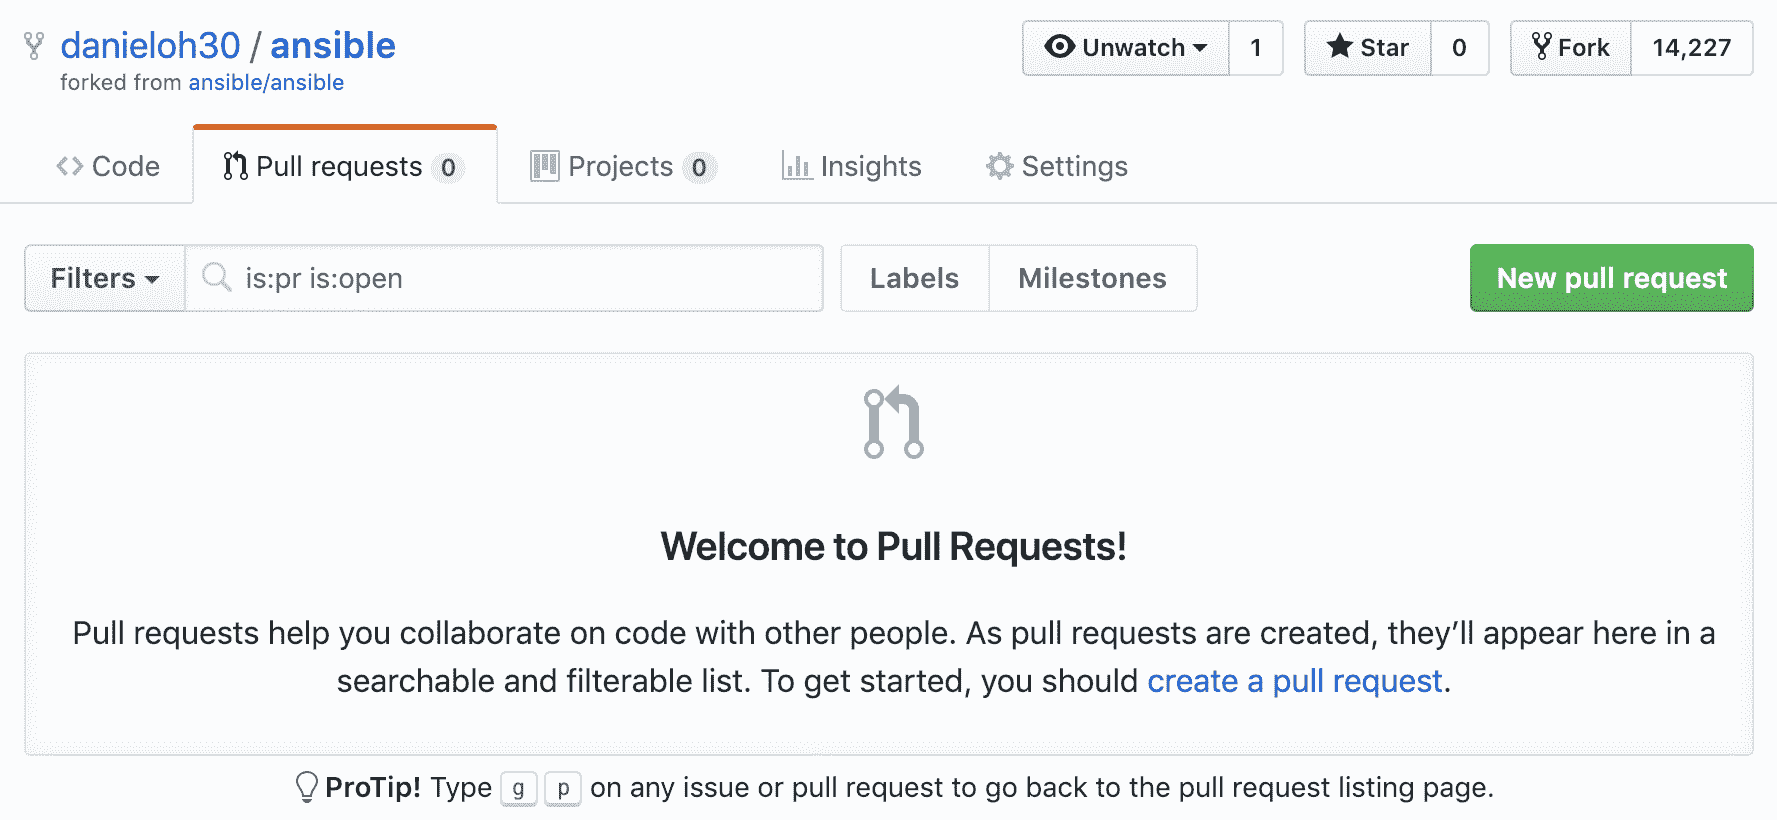 danieloh30 / ansible
Unwatch 1
Star 0
Fork 14,227
forked from ansible/ansible
Code
Pull requests 0
Projects 0
Insights
Settings
Filters
is:pr is:open
Labels
Milestones
New pull request
Welcome to Pull Requests!
Pull requests help you collaborate on code with other people. As pull requests are created, they’ll appear here in a
searchable and filterable list. To get started, you should create a pull request.
ProTip! Type g p on any issue or pull request to go back to the pull request listing page.